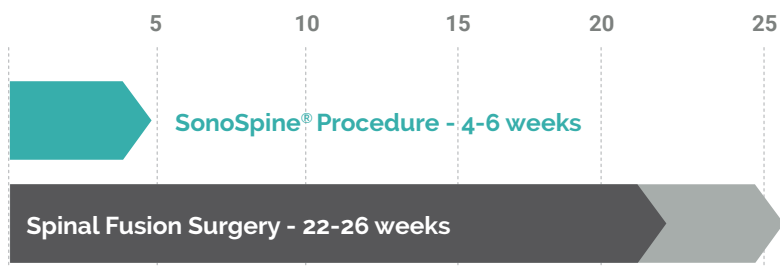 5 10 15 20 25
SonoSpine® Procedure - 4-6 weeks
Spinal Fusion Surgery - 22-26 weeks